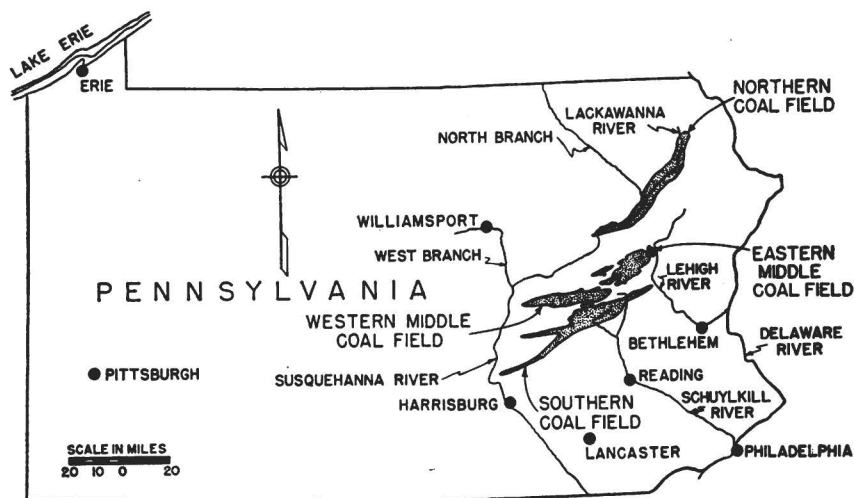 LAKE ERIE
ERIE
LACKAWANNA
RIVER
NORTHERN
COAL FIELD
NORTH BRANCH
WILLIAMSPORT
WEST BRANCH
EASTERN
MIDDLE
COAL FIELD
LEHIGH
RIVER
PENNSYLVANIA
WESTERN MIDDLE
COAL FIELD
BETHLEHEM
DELAWARE
RIVER
PITTSBURGH
SUSQUEHANNA RIVER
READING
HARRISBURG
SOUTHERN
COAL FIELD
SCHUYLKILL
RIVER
LANCASTER
PHILADELPHIA
SCALE IN MILES
20 10 0 20